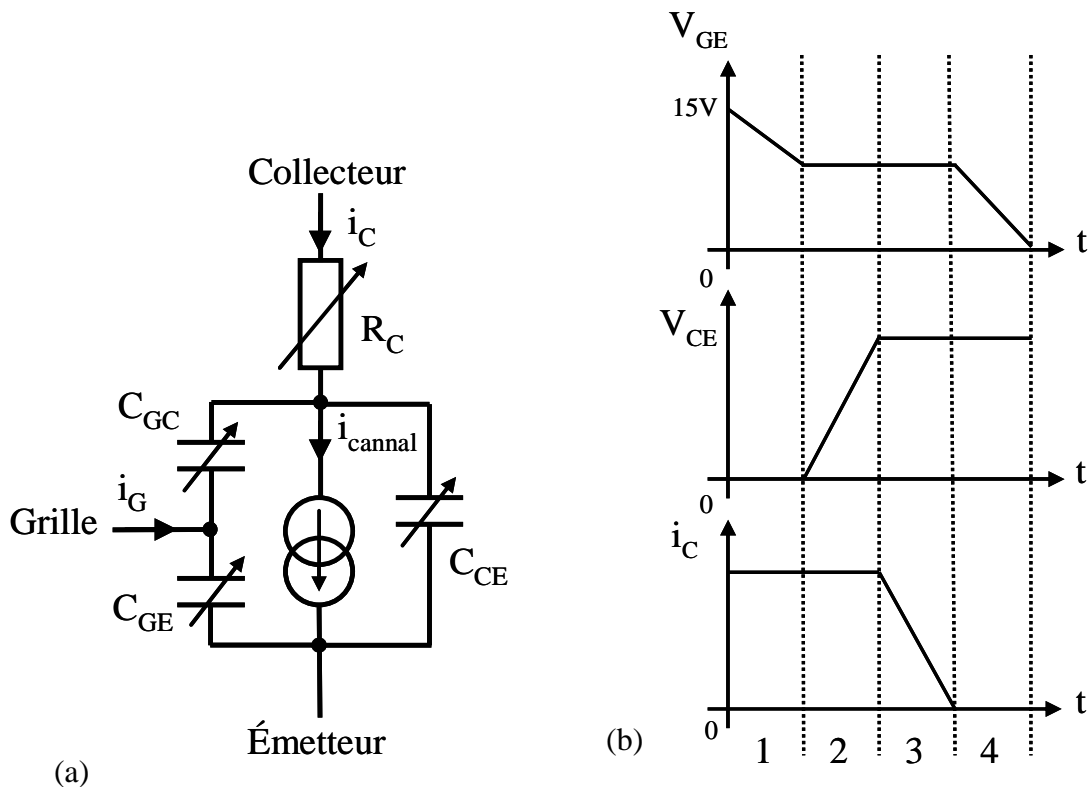 Collecteur
i_C
R_C
C_GC
i_cannal
i_G
Grille
C_GE
C_CE
Émetteur
(a)
V_GE
15V
0
t
V_CE
0
t
i_C
0
t
1 2 3 4
(b)